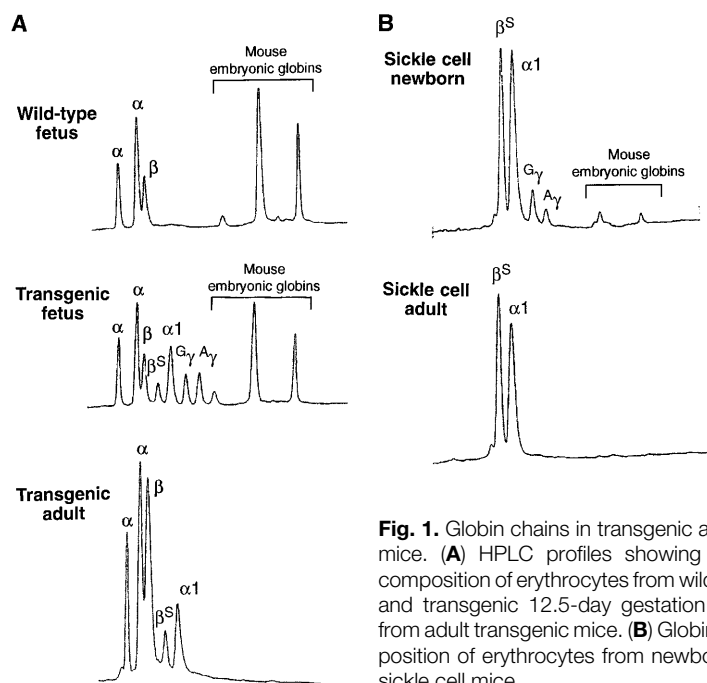 A
Mouse
embryonic globins
Wild-type
fetus
α
α
β
Mouse
embryonic globins
Transgenic
fetus
α
α
β
βS
α1
Gγ
Aγ
Transgenic
adult
α
α
β
βS
α1
B
Sickle cell
newborn
βS
α1
Gγ
Aγ
Mouse
embryonic globins
Sickle cell
adult
βS
α1
Fig. 1. Globin chains in transgenic a
mice. (A) HPLC profiles showing
composition of erythrocytes from wild
and transgenic 12.5-day gestation
from adult transgenic mice. (B) Globin
position of erythrocytes from newbo
sickle cell mice.